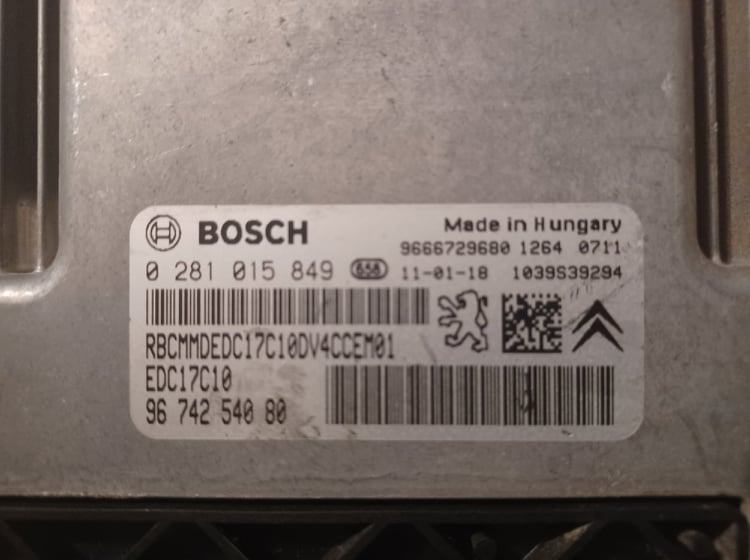 BOSCH
Made in Hungary
9666729680 1264 0711
0 281 015 849 658 11-01-18 1039S39294
RBCMMDEDC17C10DV4CCEM01
EDC17C10
96 742 540 80